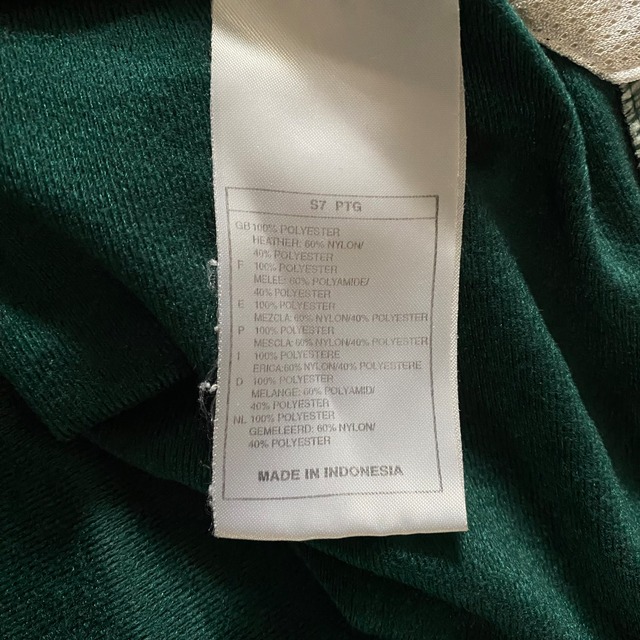 S7 PTG
GB 100% POLYESTER
HEATHER: 60% NYLON/
40% POLYESTER
F 100% POLYESTER
MELEE: 60% POLYAMIDE/
40% POLYESTER
E 100% POLYESTER
MEZCLA: 60% NYLON/40% POLYESTER
P 100% POLYESTER
MESCLA: 60% NYLON/40% POLYESTER
I 100% POLYESTERE
ERICA:60% NYLON/40% POLYESTERE
D 100% POLYESTER
MELANGE: 60% POLYAMID/
40% POLYESTER
NL 100% POLYESTER
GEMELEERD: 60% NYLON/
40% POLYESTER
MADE IN INDONESIA